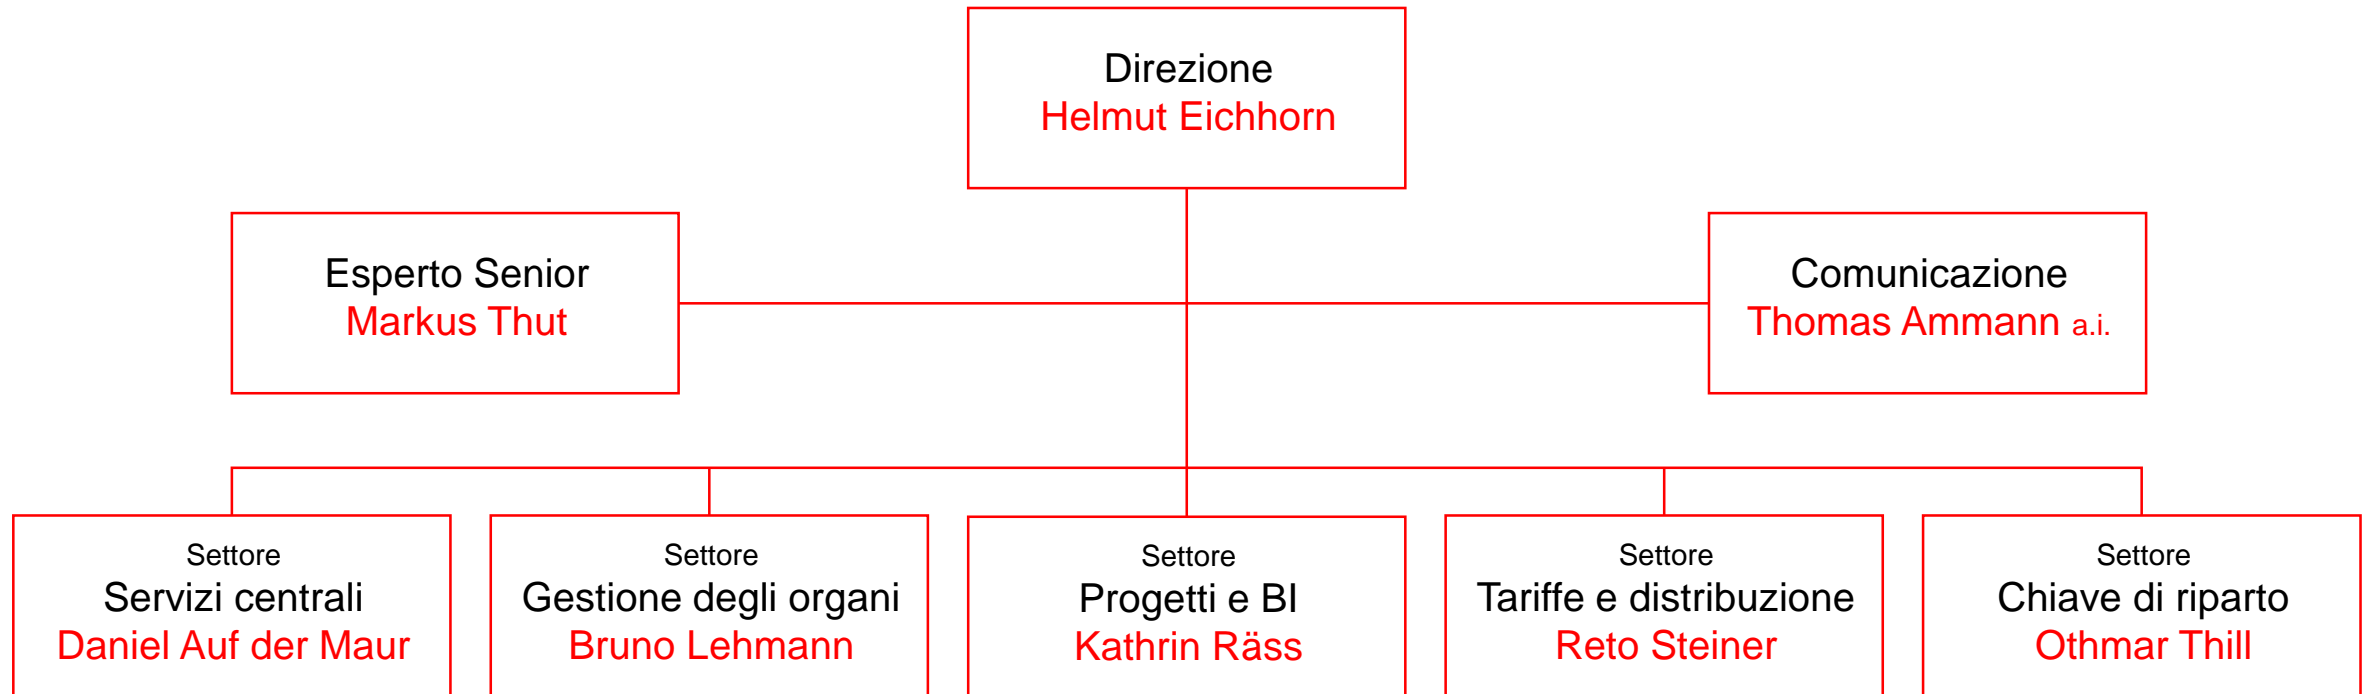 Direzione
Helmut Eichhorn
Esperto Senior
Markus Thut
Comunicazione
Thomas Ammann a.i.
Settore
Servizi centrali
Daniel Auf der Maur
Settore
Gestione degli organi
Bruno Lehmann
Settore
Progetti e BI
Kathrin Räss
Settore
Tariffe e distribuzione
Reto Steiner
Settore
Chiave di riparto
Othmar Thill